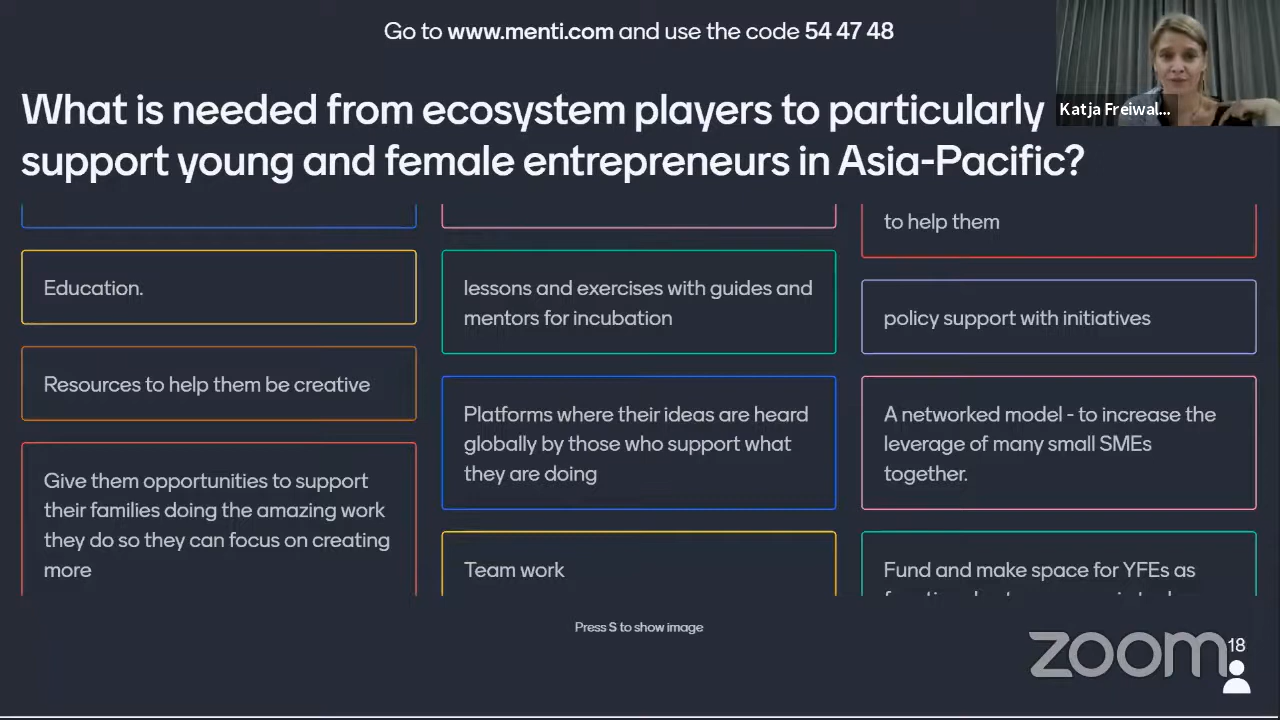 Go to www.menti.com and use the code 54 47 48
Katja Freiwal...
What is needed from ecosystem players to particularly
support young and female entrepreneurs in Asia-Pacific?
Education.
Resources to help them be creative
Give them opportunities to support
their families doing the amazing work
they do so they can focus on creating
more
lessons and exercises with guides and
mentors for incubation
Platforms where their ideas are heard
globally by those who support what
they are doing
Team work
to help them
policy support with initiatives
A networked model - to increase the
leverage of many small SMEs
together.
Fund and make space for YFEs as
Press S to show image
zoom
18